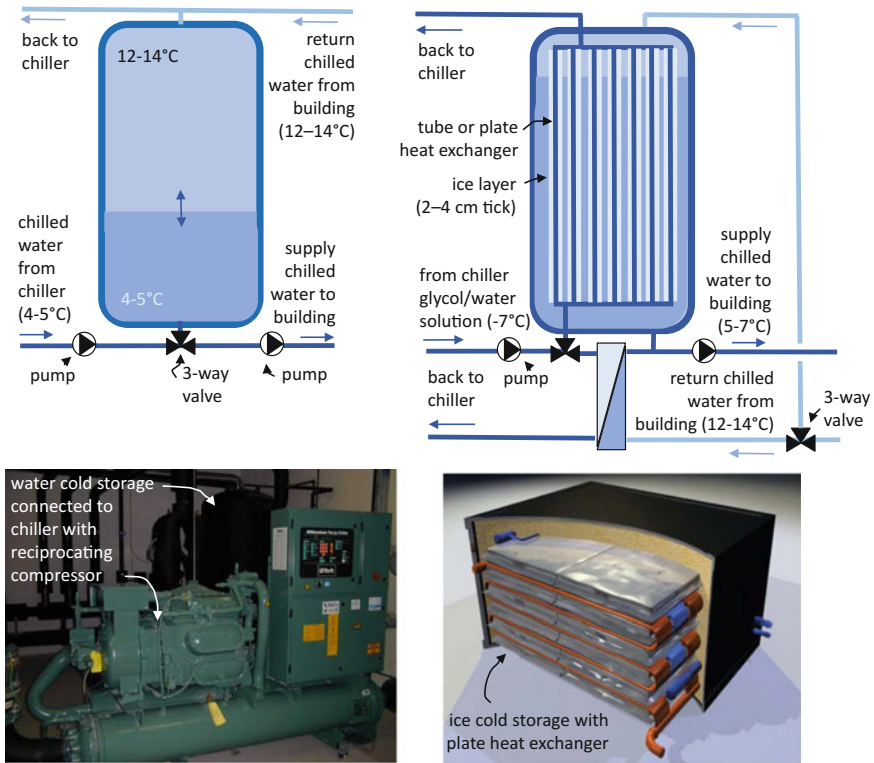 back to
chiller
12-14°C
return
chilled
water from
building
(12–14°C)
chilled
water
from
chiller
(4-5°C)
4-5°C
supply
chilled
water to
building
pump
3-way
valve
pump
back to
chiller
tube or plate
heat exchanger
ice layer
(2–4 cm tick)
from chiller
glycol/water
solution (-7°C)
supply
chilled
water to
building
(5-7°C)
pump
back to
chiller
return chilled
water from
building (12-14°C)
3-way
valve
water cold storage
connected to
chiller with
reciprocating
compressor
YORK
ice cold storage with
plate heat exchanger